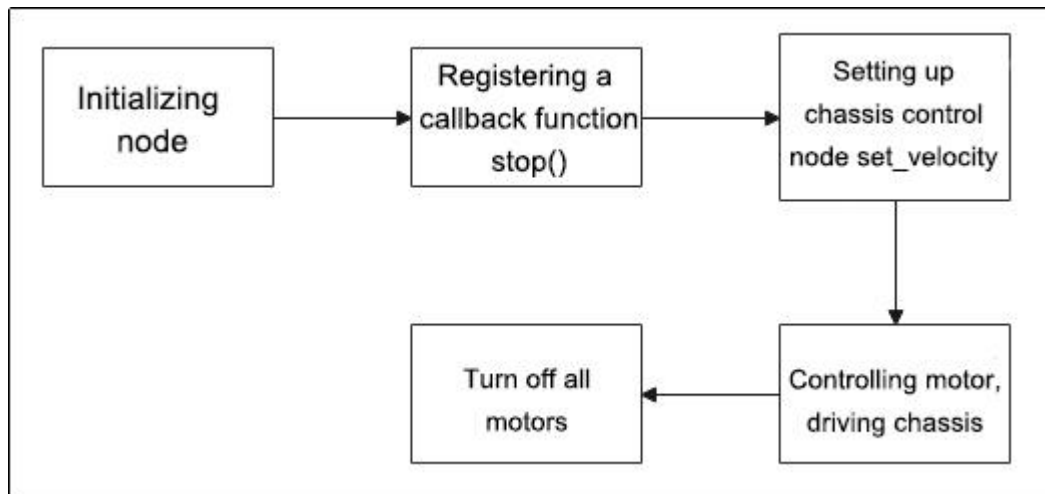 Initializing
node
Registering a
callback function
stop()
Setting up
chassis control
node set_velocity
Controlling motor,
driving chassis
Turn off all
motors